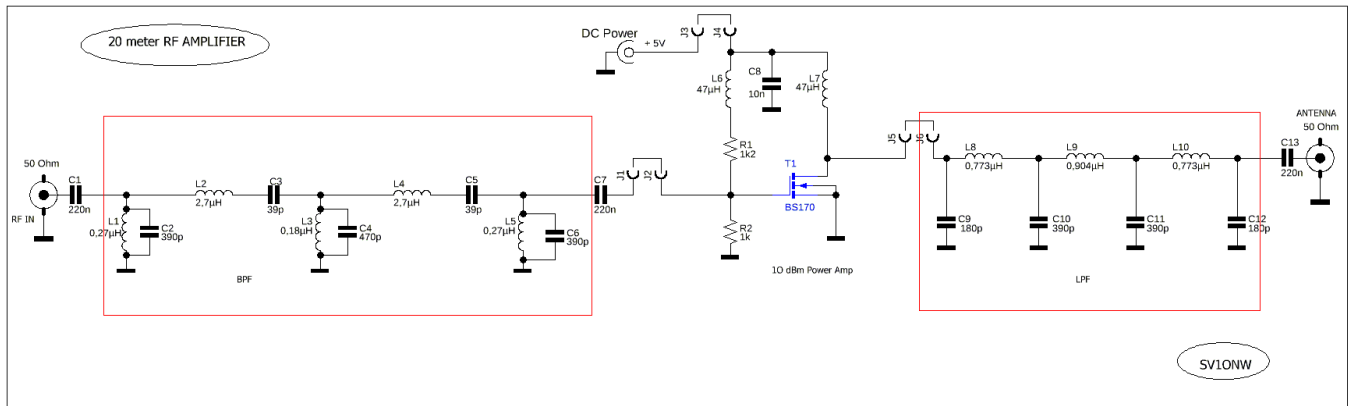 20 meter RF AMPLIFIER
DC Power
+ 5V
J3
J4
L6
47µH
C8
10n
L7
47µH
R1
1k2
T1
BS170
R2
1k
10 dBm Power Amp
50 Ohm
RF IN
C1
220n
L1
0,27µH
C2
390p
L2
2,7µH
C3
39p
L3
0,18µH
C4
470p
L4
2,7µH
C5
39p
L5
0,27µH
C6
390p
C7
220n
BPF
J1
J2
J5
J6
L8
0,773µH
L9
0,904µH
L10
0,773µH
C9
180p
C10
390p
C11
390p
C12
180p
LPF
C13
220n
ANTENNA
50 Ohm
SV1ONW